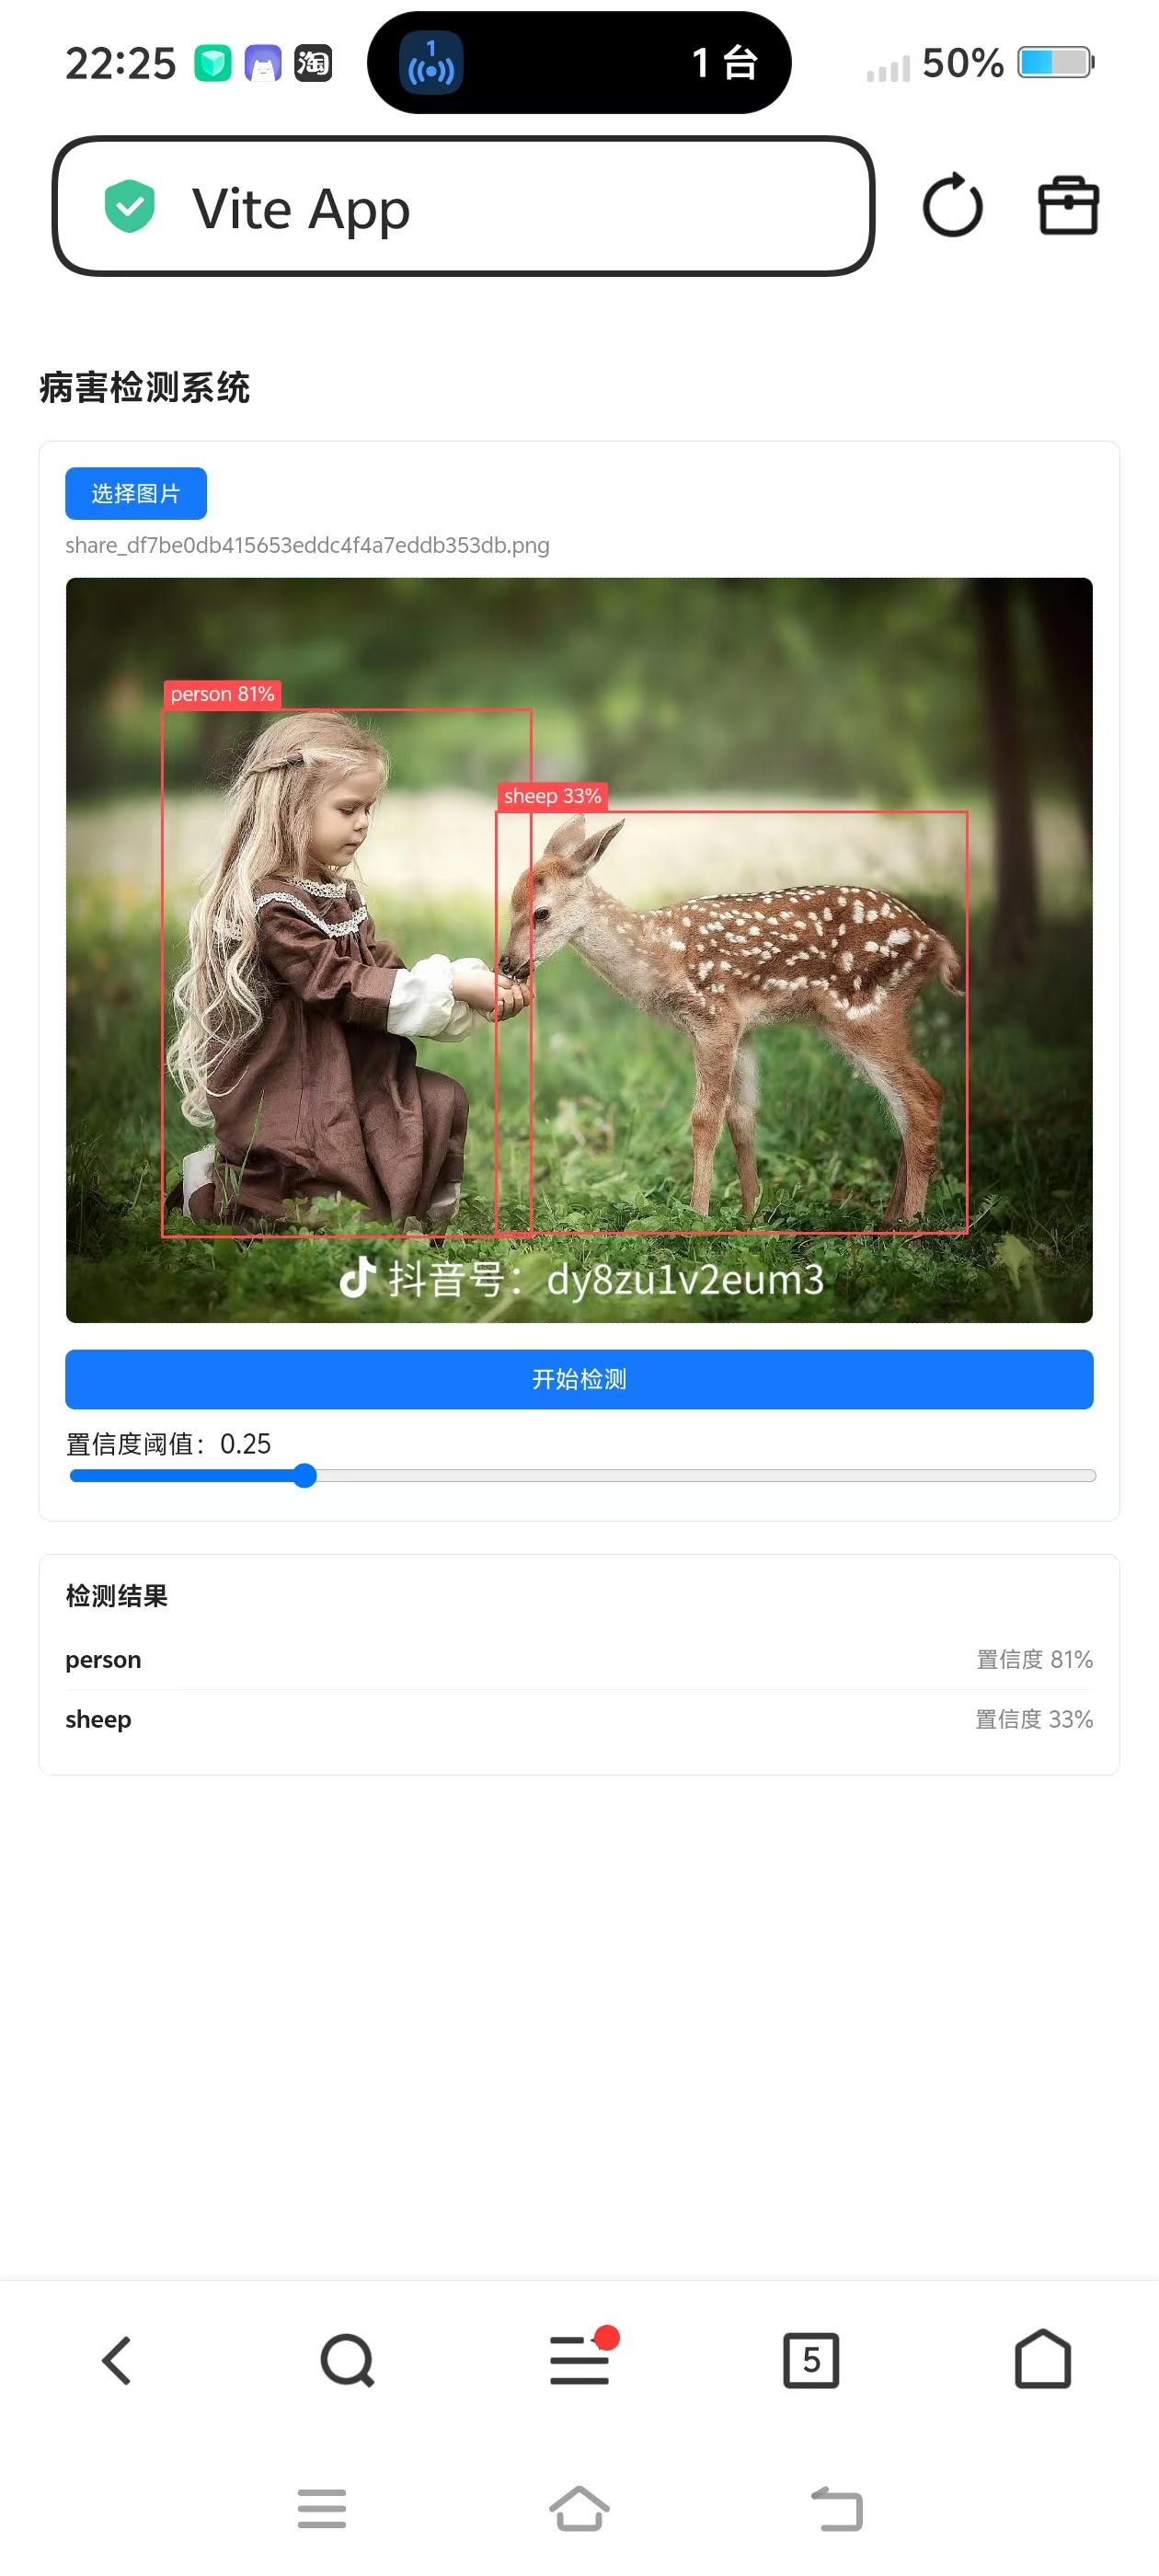 22:25
淘
1
1 台
50%
Vite App
病害检测系统
选择图片
share_df7be0db415653eddc4f4a7eddb353db.png
person 81%
sheep 33%
抖音号：dy8zu1v2eum3
开始检测
置信度阈值：0.25
检测结果
person 置信度 81%
sheep 置信度 33%
5